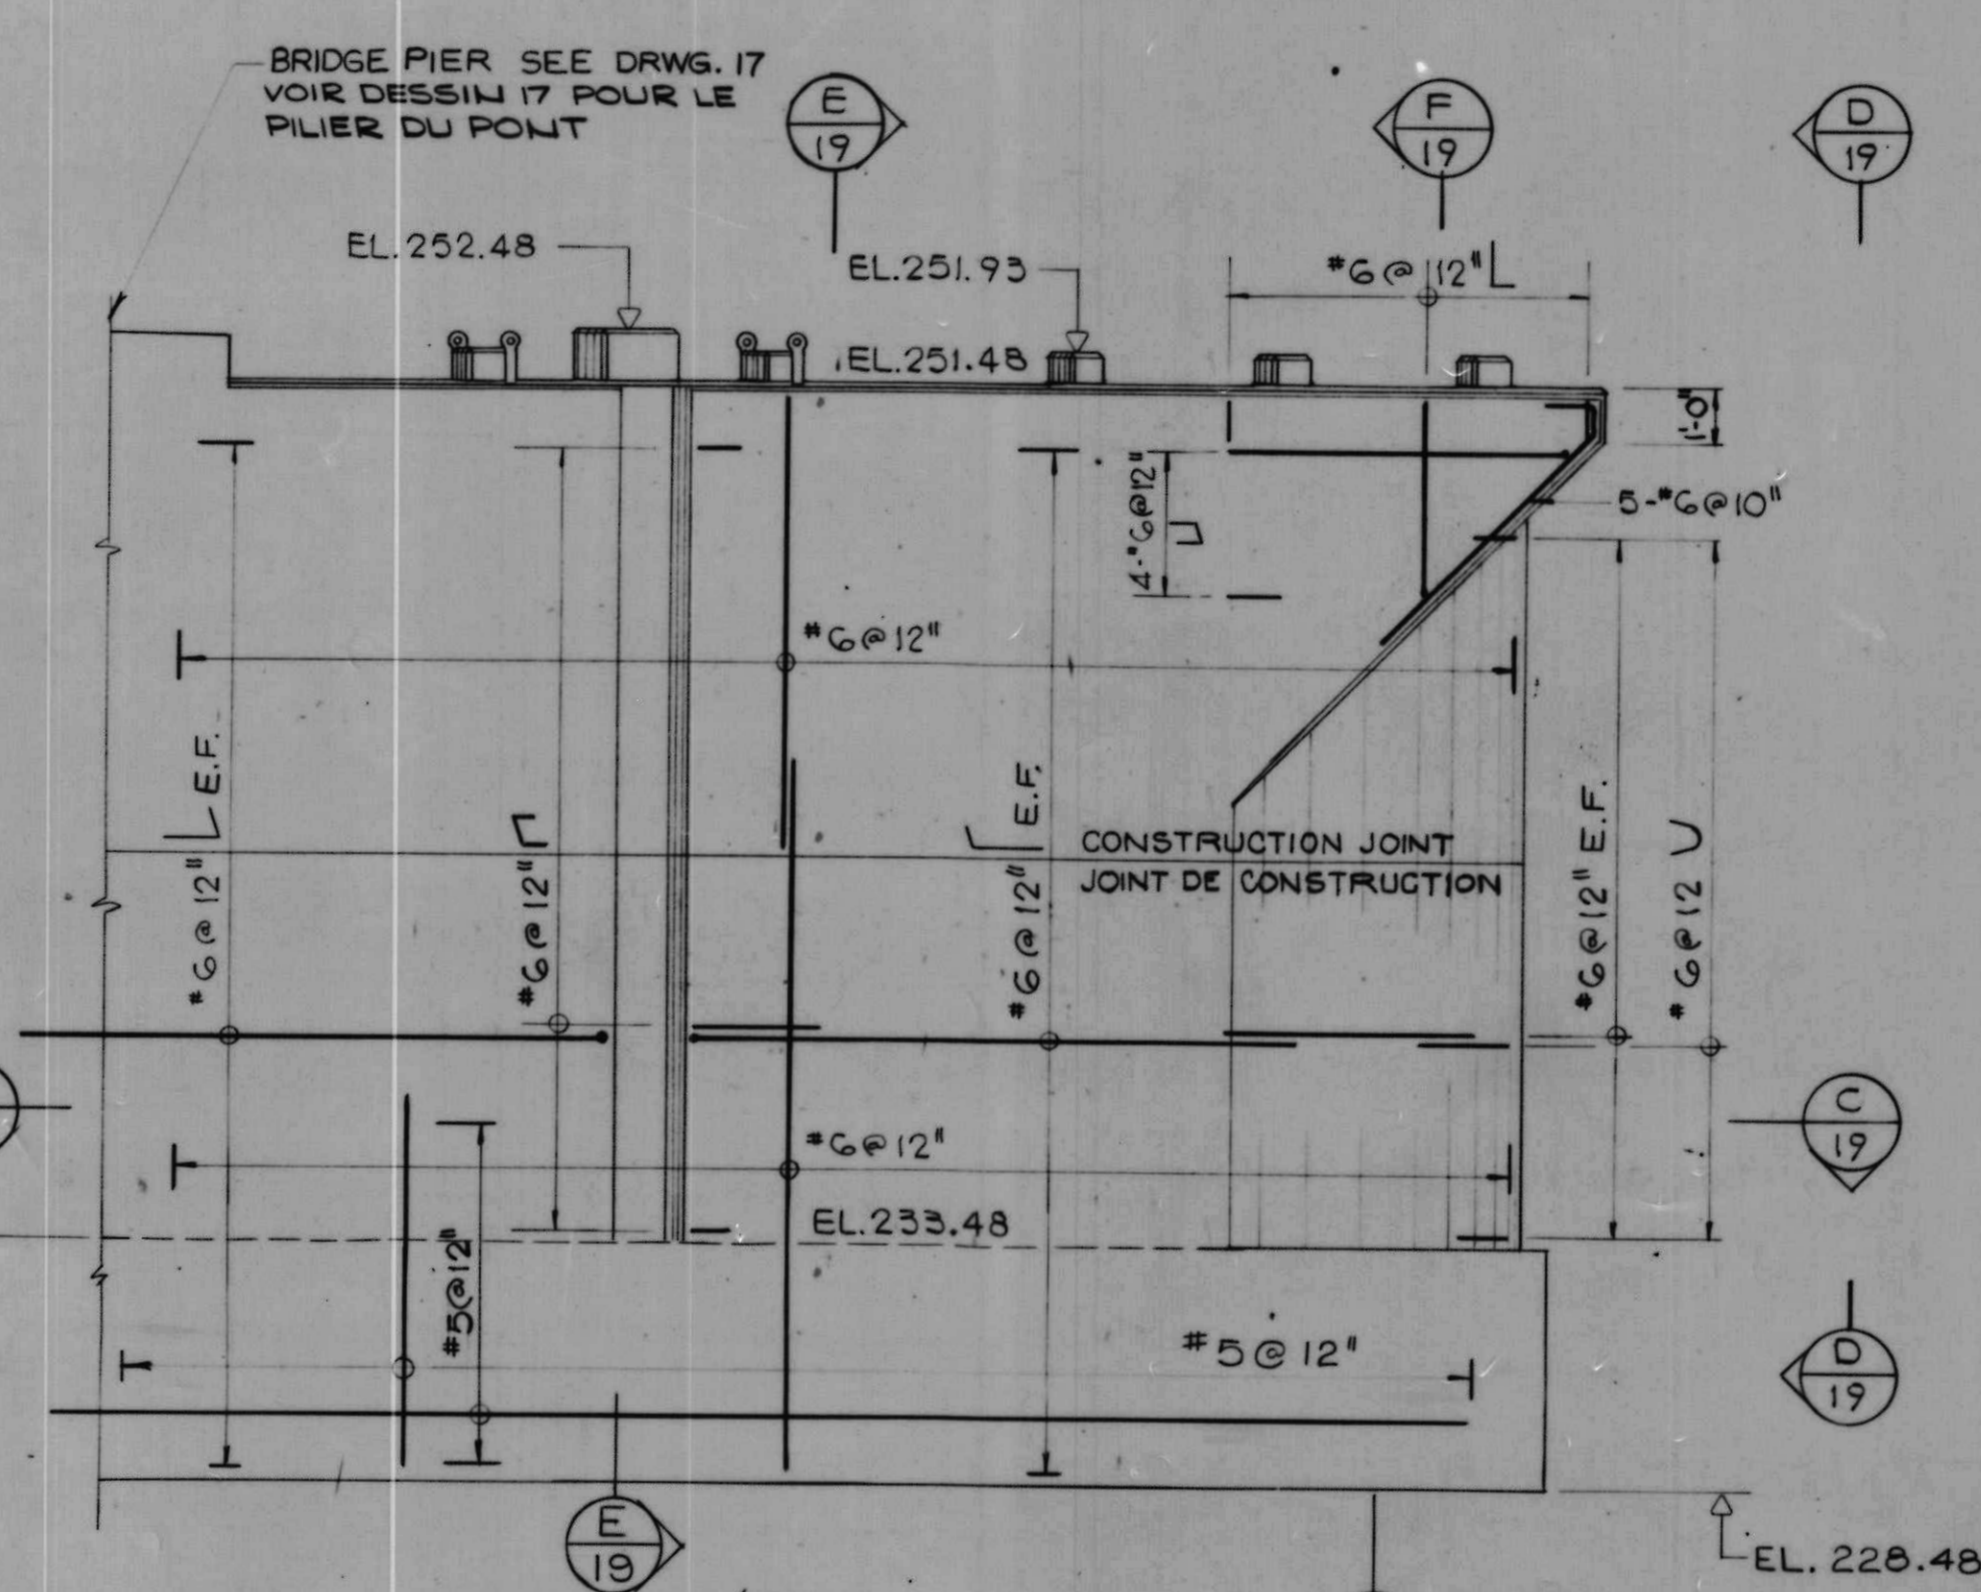 BRIDGE PIER SEE DRWG. 17
VOIR DESSIN 17 POUR LE
PILIER DU PONT
E
19
F
19
D
19
EL.252.48
EL.251.93
#6@12"
EL.251.48
1'-0"
4-#6@12"
5-#6@10"
#6@12"
#6@12" E.F.
#6@12"
#6@12" E.F.
CONSTRUCTION JOINT
JOINT DE CONSTRUCTION
#6@12" E.F.
#6@12
C
19
#6@12"
EL.233.48
#5@12"
#5@12"
D
19
E
19
EL. 228.48